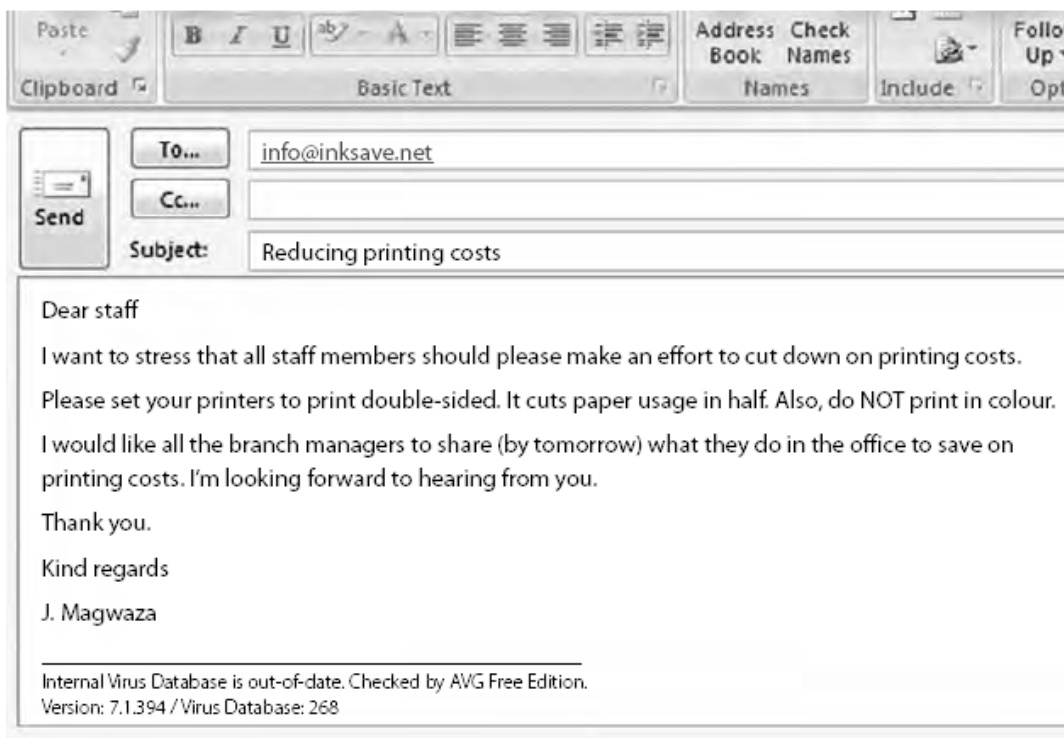 Paste
B I U ab A
Address Check
Book Names
Follo
Up
Clipboard
Basic Text
Names
Include
Opt
To...
info@inksave.net
Cc...
Send
Subject:
Reducing printing costs
Dear staff
I want to stress that all staff members should please make an effort to cut down on printing costs.
Please set your printers to print double-sided. It cuts paper usage in half. Also, do NOT print in colour.
I would like all the branch managers to share (by tomorrow) what they do in the office to save on
printing costs. I'm looking forward to hearing from you.
Thank you.
Kind regards
J. Magwaza
Internal Virus Database is out-of-date. Checked by AVG Free Edition.
Version: 7.1.394 / Virus Database: 268